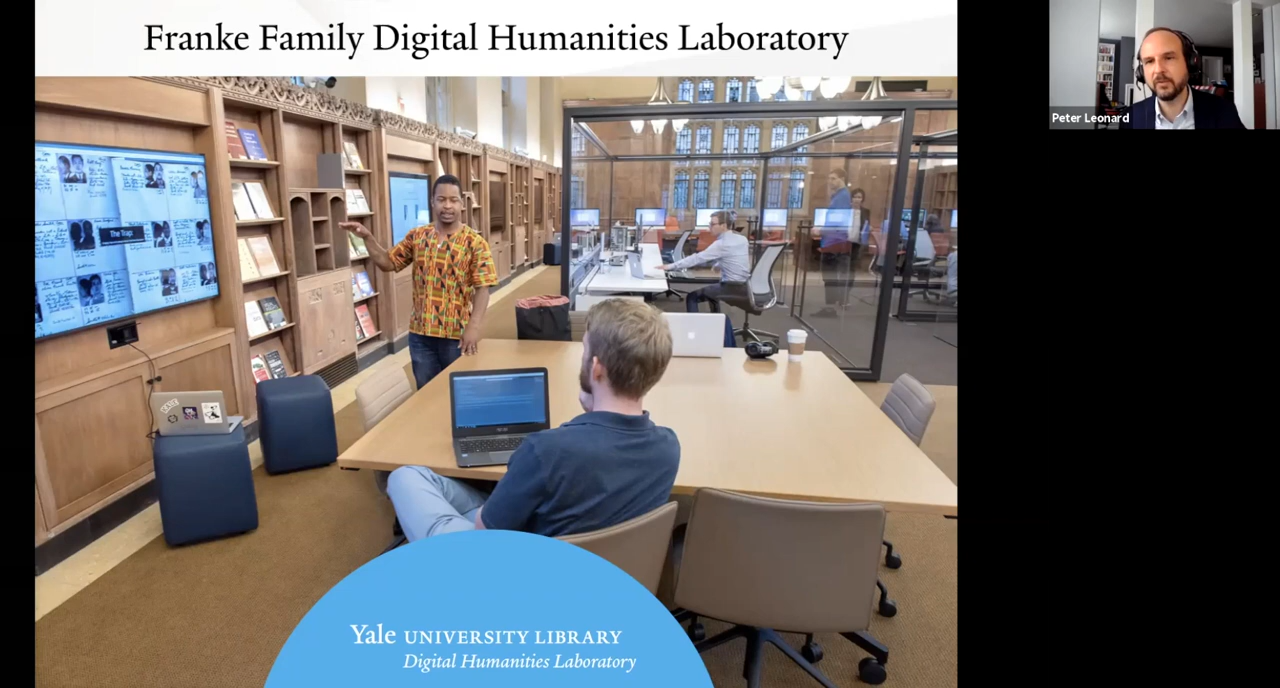 Franke Family Digital Humanities Laboratory
Peter Leonard
The Trap
Yale UNIVERSITY LIBRARY
Digital Humanities Laboratory